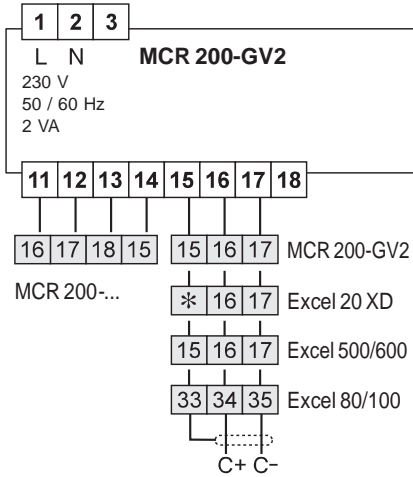 1 2 3
L N MCR 200-GV2
230 V
50 / 60 Hz
2 VA
11 12 13 14 15 16 17 18
16 17 18 15 15 16 17 MCR 200-GV2
MCR 200-...
* 16 17 Excel 20 XD
15 16 17 Excel 500/600
33 34 35 Excel 80/100
C+ C-